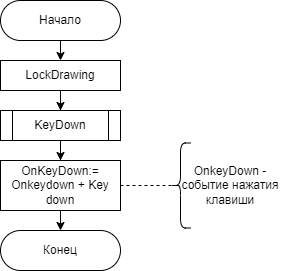 Начало
LockDrawing
KeyDown
OnKeyDown:=
Onkeydown + Key
down
OnkeyDown -
событие нажатия
клавиши
Конец